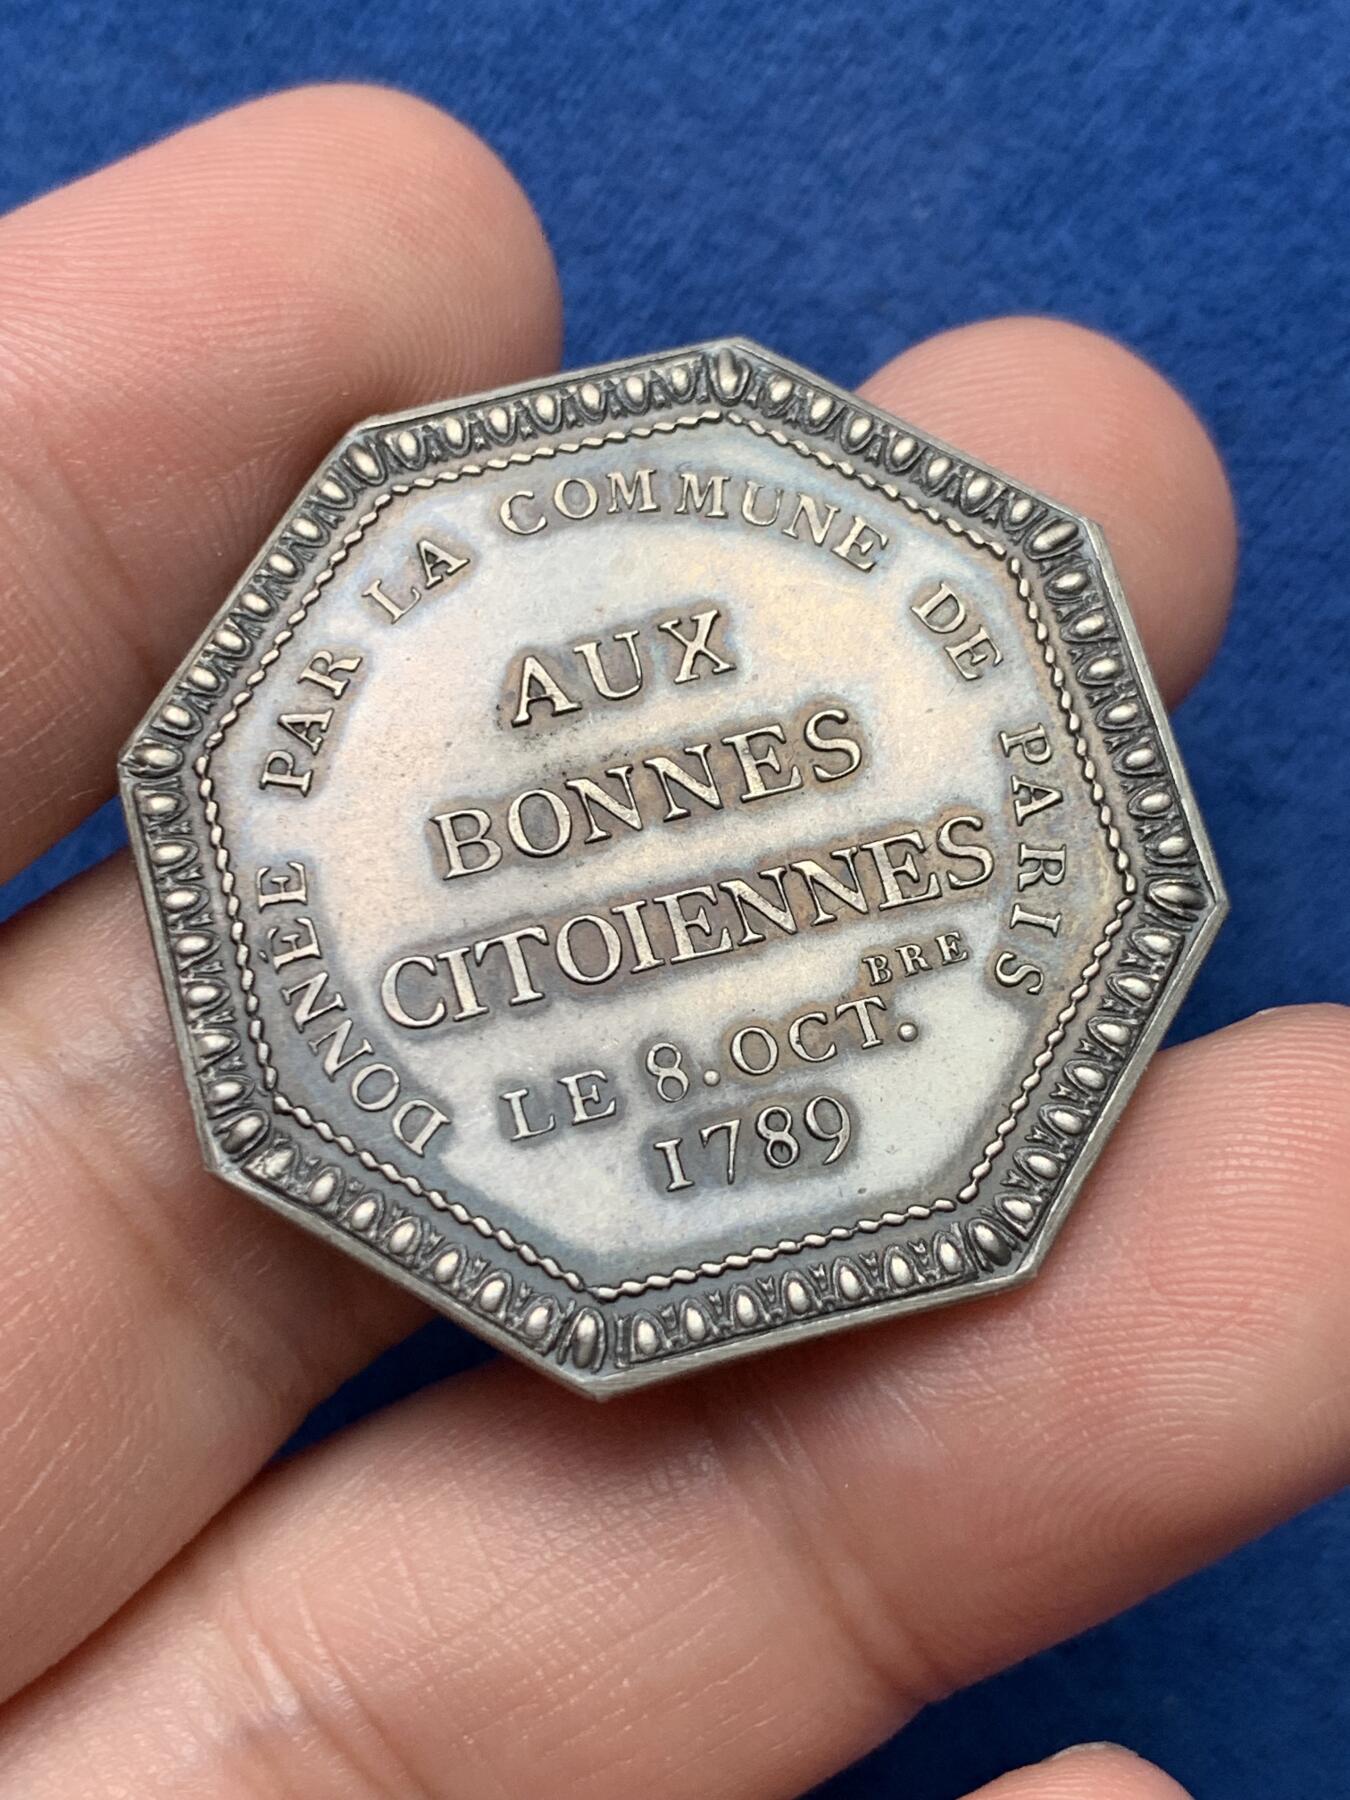 DONNÉE PAR LA COMMUNE DE PARIS
AUX
BONNES
CITOIENNES
LE 8. OCT.BRE
1789